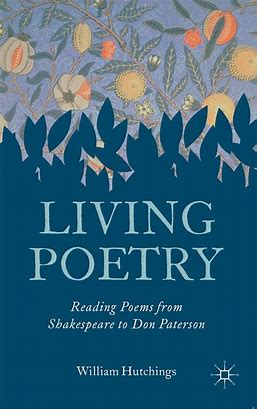 LIVING
POETRY
Reading Poems from
Shakespeare to Don Paterson
William Hutchings